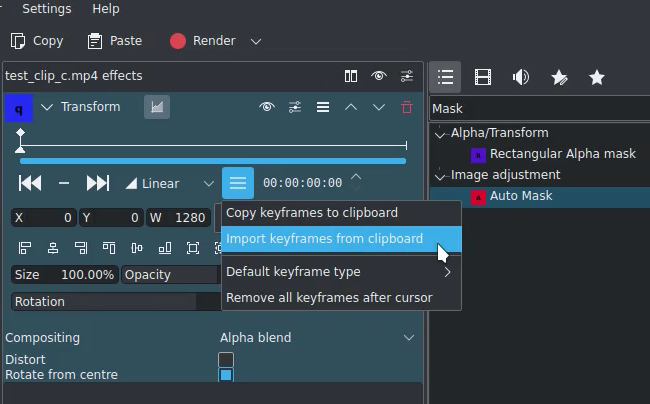 Settings Help
Copy Paste Render
test_clip_c.mp4 effects
q Transform
Linear 00:00:00:00
X 0 Y 0 W 1280
Size 100.00% Opacity
Rotation
Compositing Alpha blend
Distort
Rotate from centre
Copy keyframes to clipboard
Import keyframes from clipboard
Default keyframe type
Remove all keyframes after cursor
Mask
Alpha/Transform
Rectangular Alpha mask
Image adjustment
Auto Mask